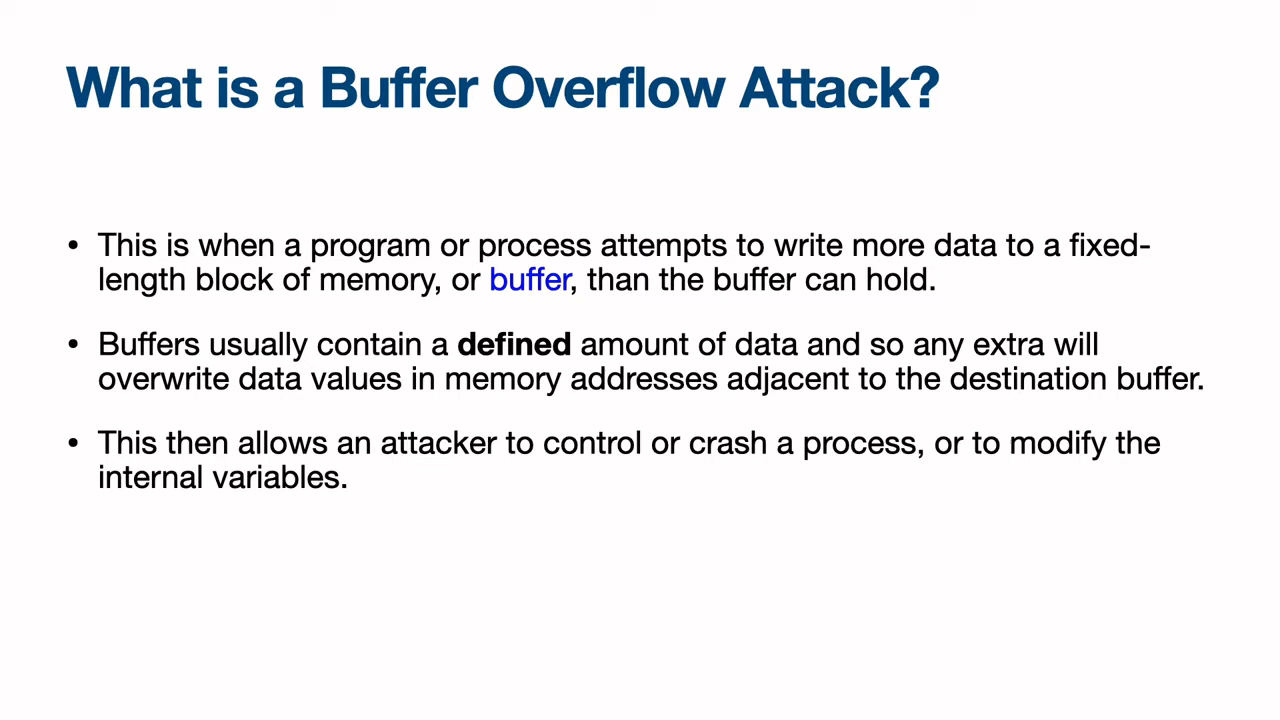 What is a Buffer Overflow Attack?
• This is when a program or process attempts to write more data to a fixed-
length block of memory, or buffer, than the buffer can hold.
• Buffers usually contain a defined amount of data and so any extra will
overwrite data values in memory addresses adjacent to the destination buffer.
• This then allows an attacker to control or crash a process, or to modify the
internal variables.